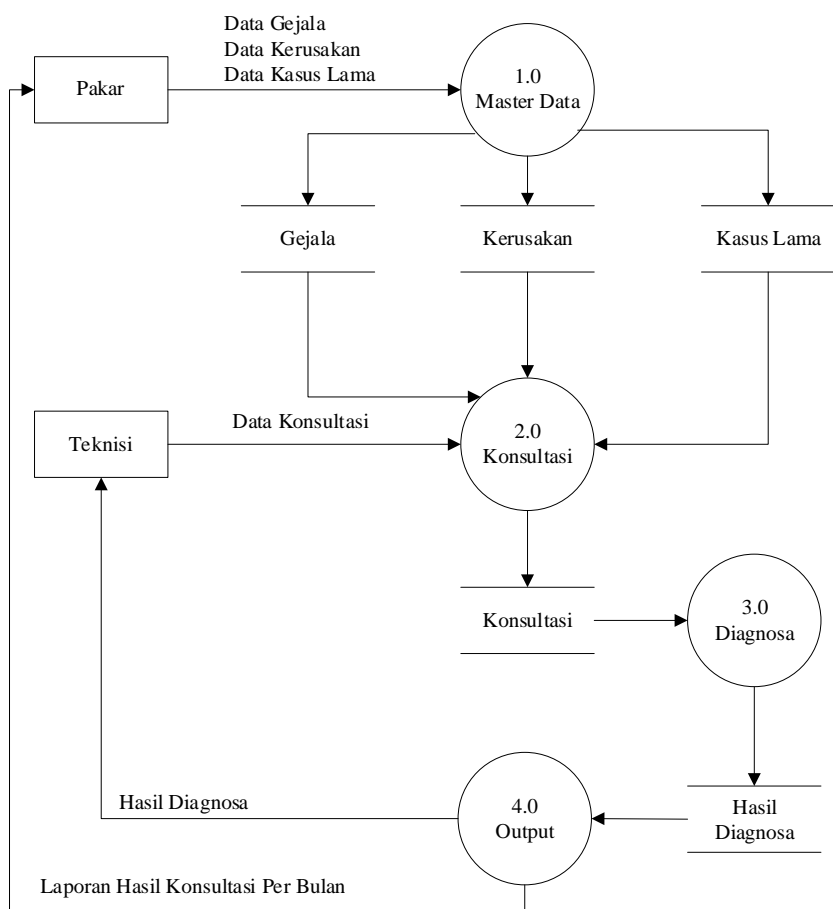 Data Gejala
Data Kerusakan
Data Kasus Lama
Pakar
1.0
Master Data
Gejala
Kerusakan
Kasus Lama
Teknisi
Data Konsultasi
2.0
Konsultasi
Konsultasi
3.0
Diagnosa
Hasil Diagnosa
4.0
Output
Hasil
Diagnosa
Laporan Hasil Konsultasi Per Bulan